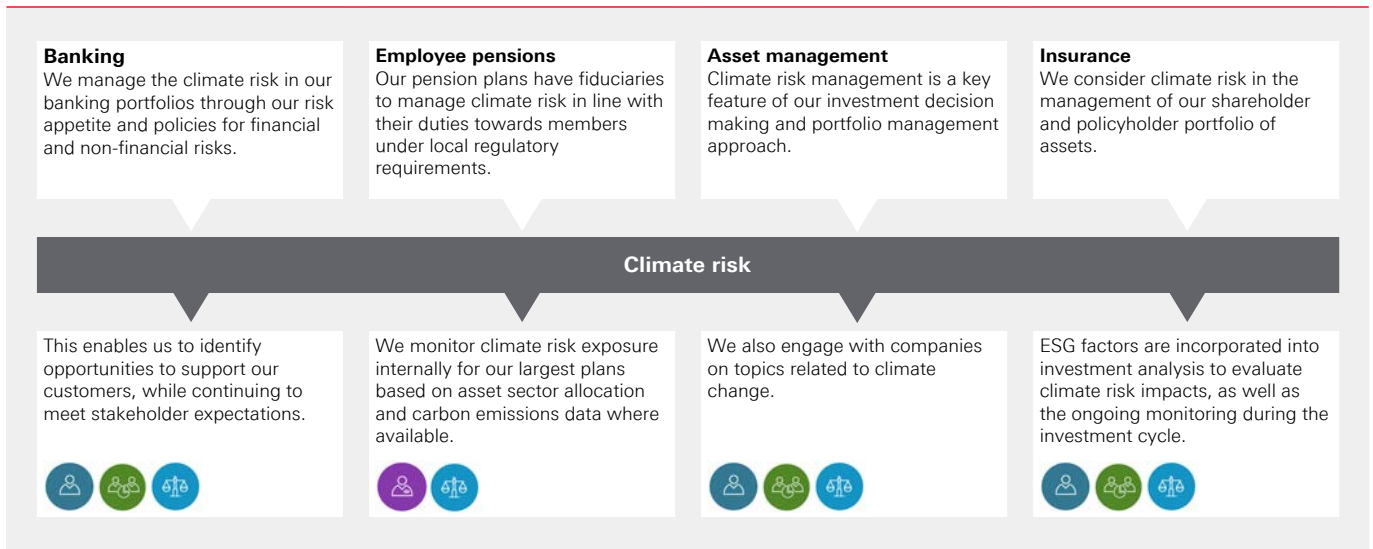 Banking
We manage the climate risk in our
banking portfolios through our risk
appetite and policies for financial
and non-financial risks.
Employee pensions
Our pension plans have fiduciaries
to manage climate risk in line with
their duties towards members
under local regulatory
requirements.
Asset management
Climate risk management is a key
feature of our investment decision
making and portfolio management
approach.
Insurance
We consider climate risk in the
management of our shareholder
and policyholder portfolio of
assets.
Climate risk
This enables us to identify
opportunities to support our
customers, while continuing to
meet stakeholder expectations.
We monitor climate risk exposure
internally for our largest plans
based on asset sector allocation
and carbon emissions data where
available.
We also engage with companies
on topics related to climate
change.
ESG factors are incorporated into
investment analysis to evaluate
climate risk impacts, as well as
the ongoing monitoring during the
investment cycle.